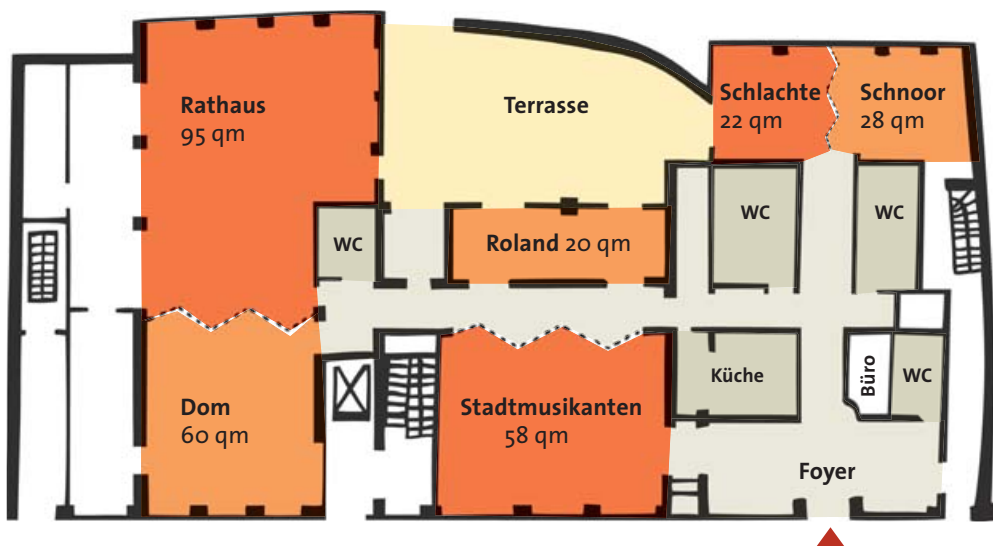 Rathaus
95 qm
Terrasse
Schlachte
22 qm
Schnoor
28 qm
WC
Roland 20 qm
WC
WC
Dom
60 qm
Stadtmusikanten
58 qm
Küche
Büro
WC
Foyer